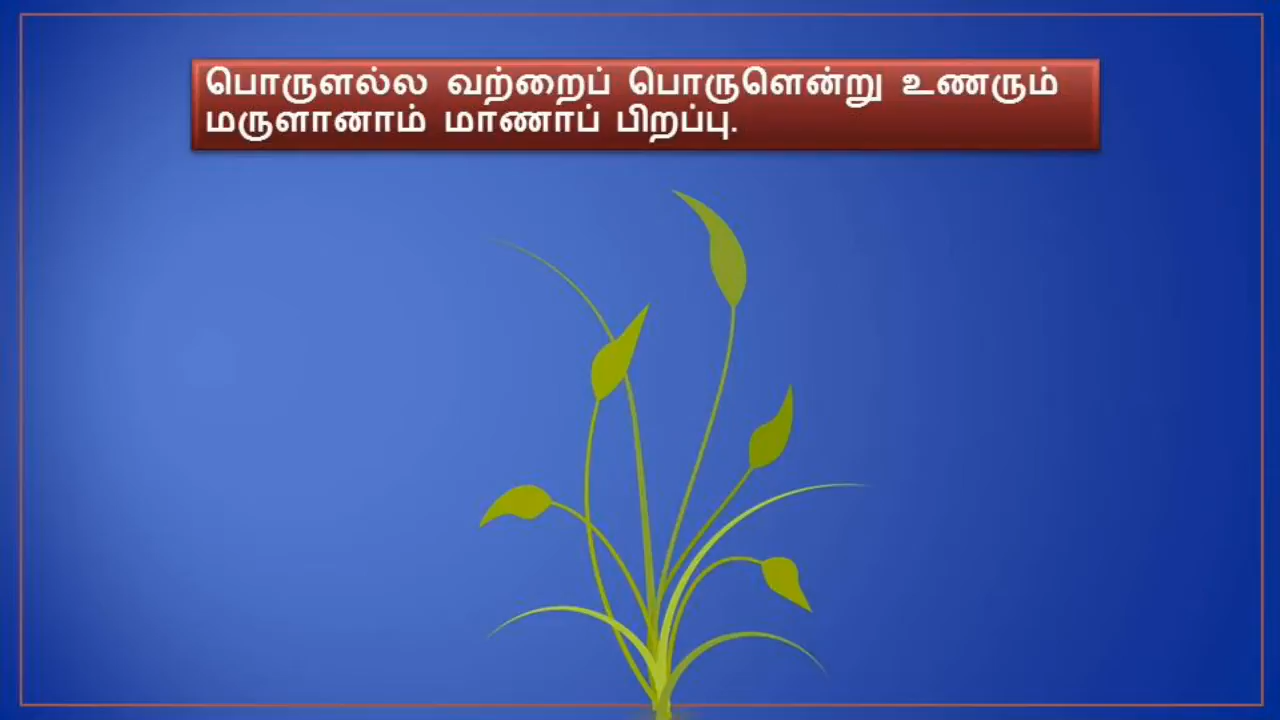 பொருளல்ல வற்றைப் பொருளென்று உணரும்
மருளானாம் மாணாப் பிறப்பு.